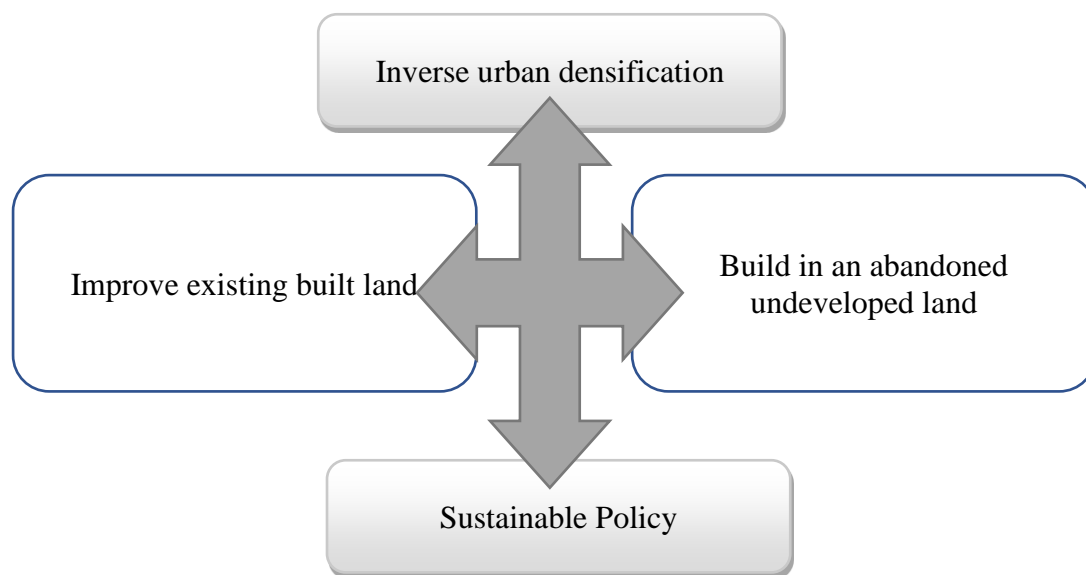 Inverse urban densification
Improve existing built land
Build in an abandoned
undeveloped land
Sustainable Policy